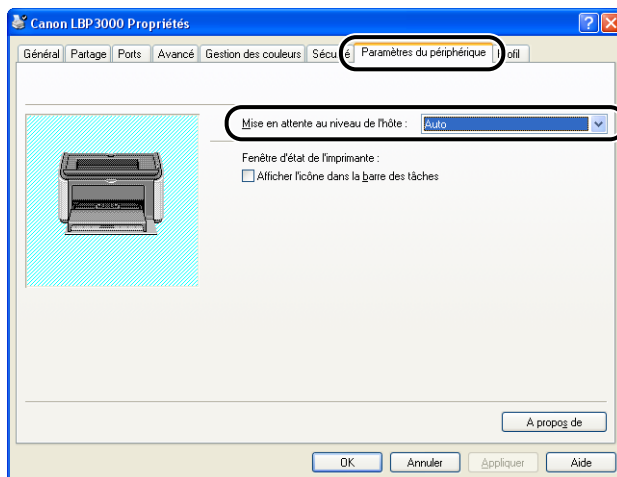 Canon LBP3000 Propriétés
Général Partage Ports Avancé Gestion des couleurs Paramètres du périphérique
Mise en attente au niveau de l'hôte : Auto
Fenêtre d'état de l'imprimante :
Afficher l'icône dans la barre des tâches
A propos de
OK Annuler Appliquer Aide